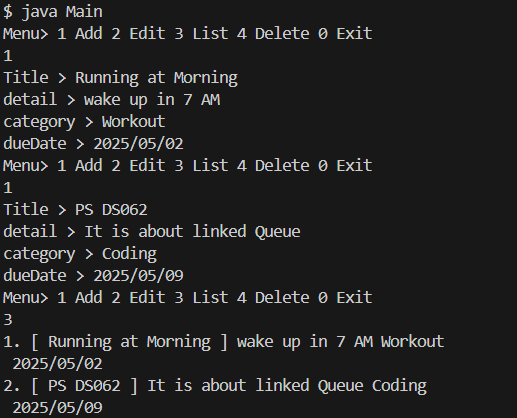 $ java Main
Menu> 1 Add 2 Edit 3 List 4 Delete 0 Exit
1
Title > Running at Morning
detail > wake up in 7 AM
category > Workout
dueDate > 2025/05/02
Menu> 1 Add 2 Edit 3 List 4 Delete 0 Exit
1
Title > PS DS062
detail > It is about linked Queue
category > Coding
dueDate > 2025/05/09
Menu> 1 Add 2 Edit 3 List 4 Delete 0 Exit
3
1. [ Running at Morning ] wake up in 7 AM Workout
 2025/05/02
2. [ PS DS062 ] It is about linked Queue Coding
 2025/05/09